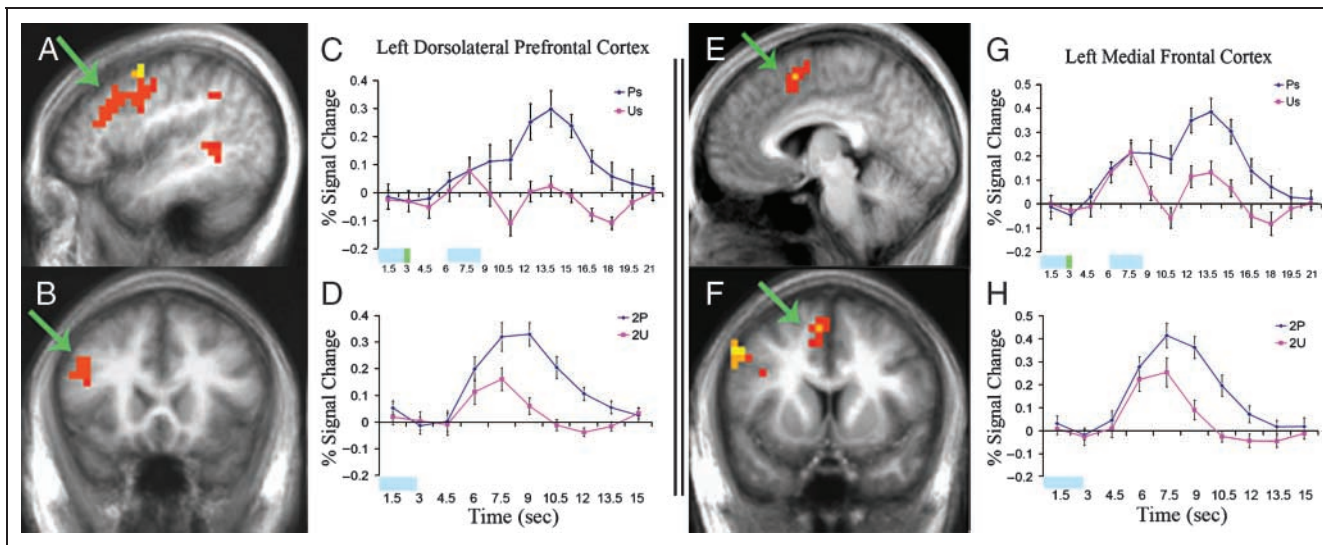 A
B
C
Left Dorsolateral Prefrontal Cortex
% Signal Change
0.4
0.3
0.2
0.1
0
−0.1
−0.2
Ps
Us
1.5 3 4.5 6 7.5 9 10.5 12 13.5 15 16.5 18 19.5 21
D
% Signal Change
0.4
0.3
0.2
0.1
0
−0.1
−0.2
2P
2U
1.5 3 4.5 6 7.5 9 10.5 12 13.5 15
Time (sec)
E
F
G
Left Medial Frontal Cortex
% Signal Change
0.5
0.4
0.3
0.2
0.1
0
−0.1
−0.2
Ps
Us
1.5 3 4.5 6 7.5 9 10.5 12 13.5 15 16.5 18 19.5 21
H
% Signal Change
0.5
0.4
0.3
0.2
0.1
0
−0.1
−0.2
2P
2U
1.5 3 4.5 6 7.5 9 10.5 12 13.5 15
Time (sec)